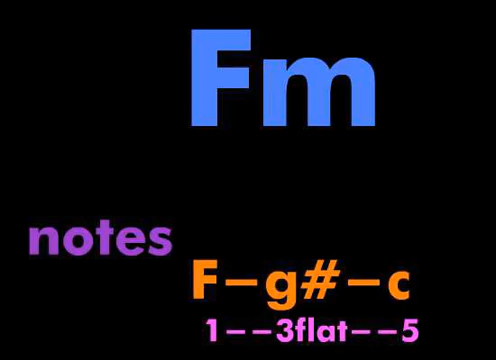 Fm
notes
F–g#–c
1––3flat––5